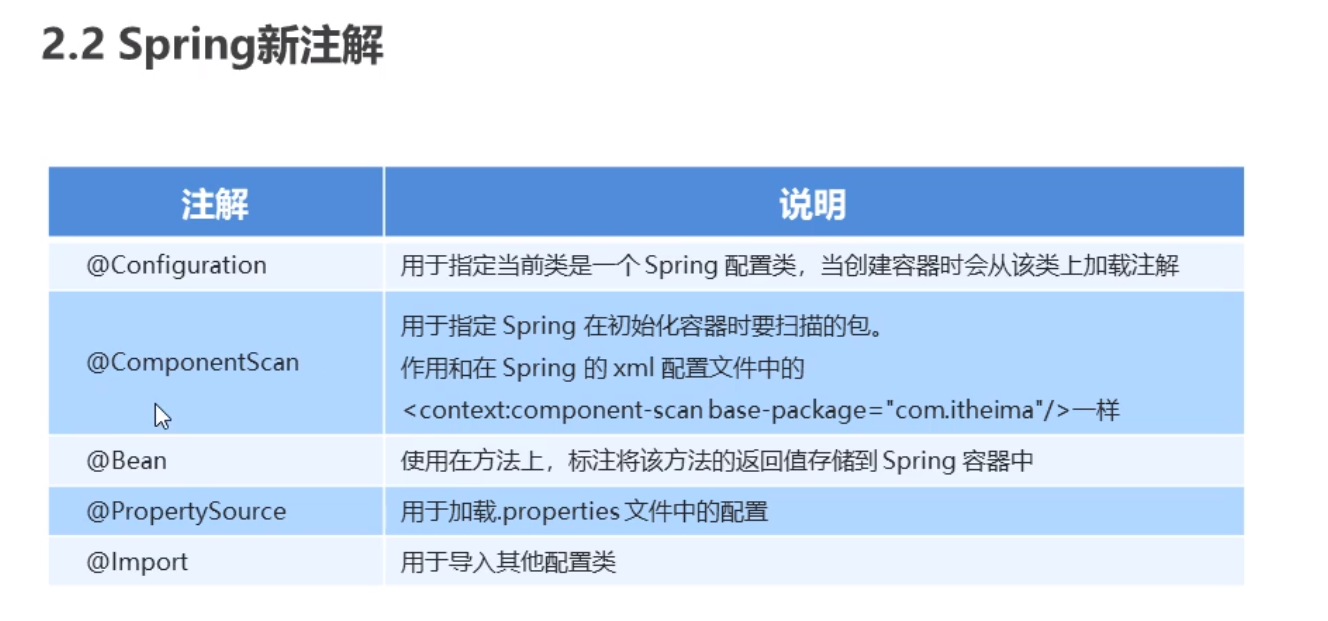 2.2 Spring新注解
注解
说明
@Configuration
用于指定当前类是一个 Spring 配置类，当创建容器时会从该类上加载注解
@ComponentScan
用于指定 Spring 在初始化容器时要扫描的包。
作用和在 Spring 的 xml 配置文件中的
<context:component-scan base-package="com.itheima"/>一样
@Bean
使用在方法上，标注将该方法的返回值存储到 Spring 容器中
@PropertySource
用于加载.properties 文件中的配置
@Import
用于导入其他配置类